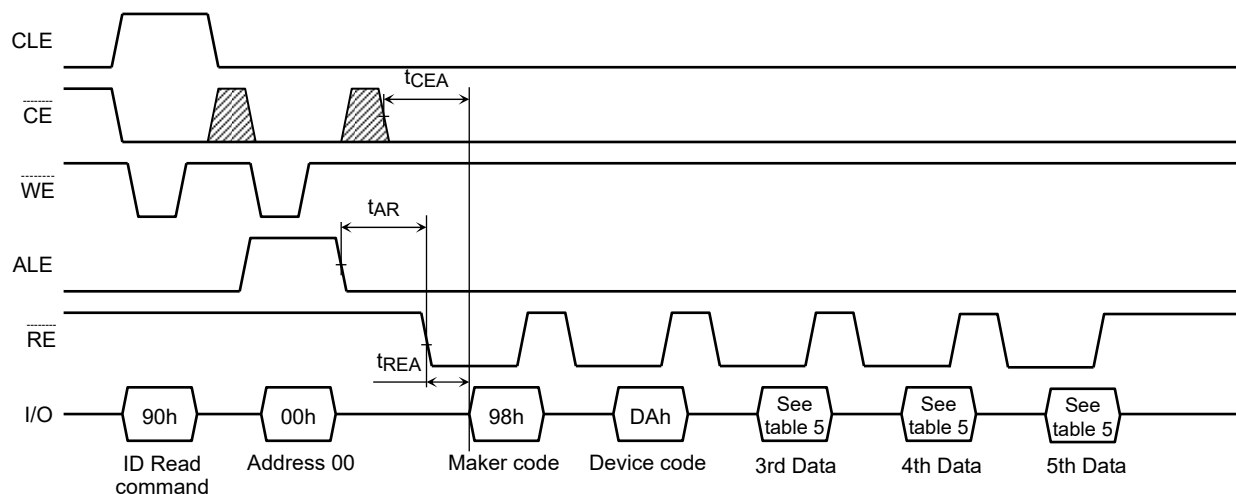 CLE
tCEA
CE
WE
tAR
ALE
RE
tREA
I/O
90h
00h
98h
DAh
See
table 5
See
table 5
See
table 5
ID Read
command
Address 00
Maker code
Device code
3rd Data
4th Data
5th Data